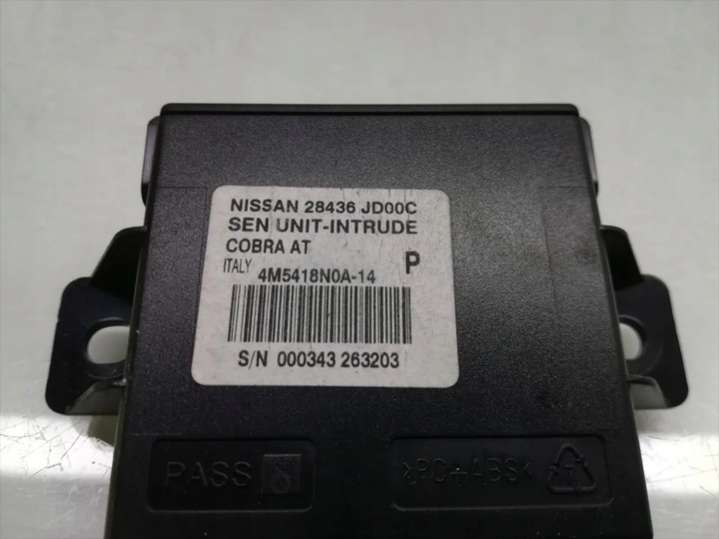 NISSAN 28436 JD00C
SEN UNIT-INTRUDE
COBRA AT P
ITALY 4M5418N0A-14
S/N 000343 263203
PASS
>PC+ABS<